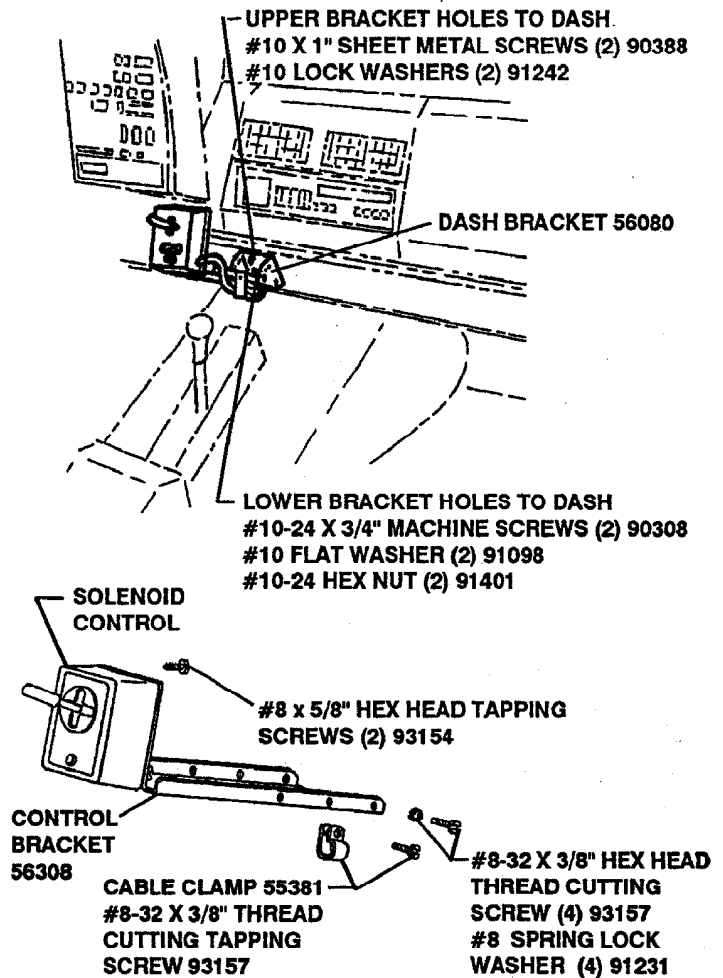 UPPER BRACKET HOLES TO DASH
#10 X 1" SHEET METAL SCREWS (2) 90388
#10 LOCK WASHERS (2) 91242
DASH BRACKET 56080
LOWER BRACKET HOLES TO DASH
#10-24 X 3/4" MACHINE SCREWS (2) 90308
#10 FLAT WASHER (2) 91098
#10-24 HEX NUT (2) 91401
SOLENOID
CONTROL
#8 x 5/8" HEX HEAD TAPPING
SCREWS (2) 93154
CONTROL
BRACKET
56308
CABLE CLAMP 55381
#8-32 X 3/8" THREAD
CUTTING TAPPING
SCREW 93157
#8-32 X 3/8" HEX HEAD
THREAD CUTTING
SCREW (4) 93157
#8 SPRING LOCK
WASHER (4) 91231